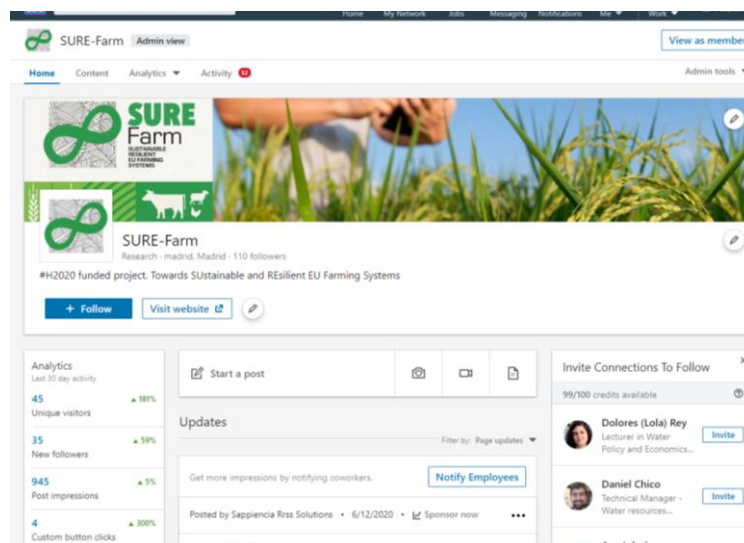 Home My Network Jobs Messaging Notifications Me Work
SURE-Farm Admin view
View as member
Home Content Analytics Activity
Admin tools
SURE
Farm
SUSTAINABLE
RESILIENT
EU FARMING
SYSTEMS
SURE-Farm
Research · madrid, Madrid · 110 followers
#H2020 funded project. Towards SUstainable and REsilient EU Farming Systems
+ Follow
Visit website
Analytics
Last 30 day activity
45 181%
Unique visitors
35 59%
New followers
945 5%
Post impressions
4 300%
Custom button clicks
Start a post
Updates
Filter by: Page updates
Get more impressions by notifying coworkers.
Notify Employees
Posted by Sappiencia Rrss Solutions • 6/12/2020 • Sponsor now
Invite Connections To Follow
99/100 credits available
Dolores (Lola) Rey
Lecturer in Water
Policy and Economics...
Invite
Daniel Chico
Technical Manager -
Water resources...
Invite